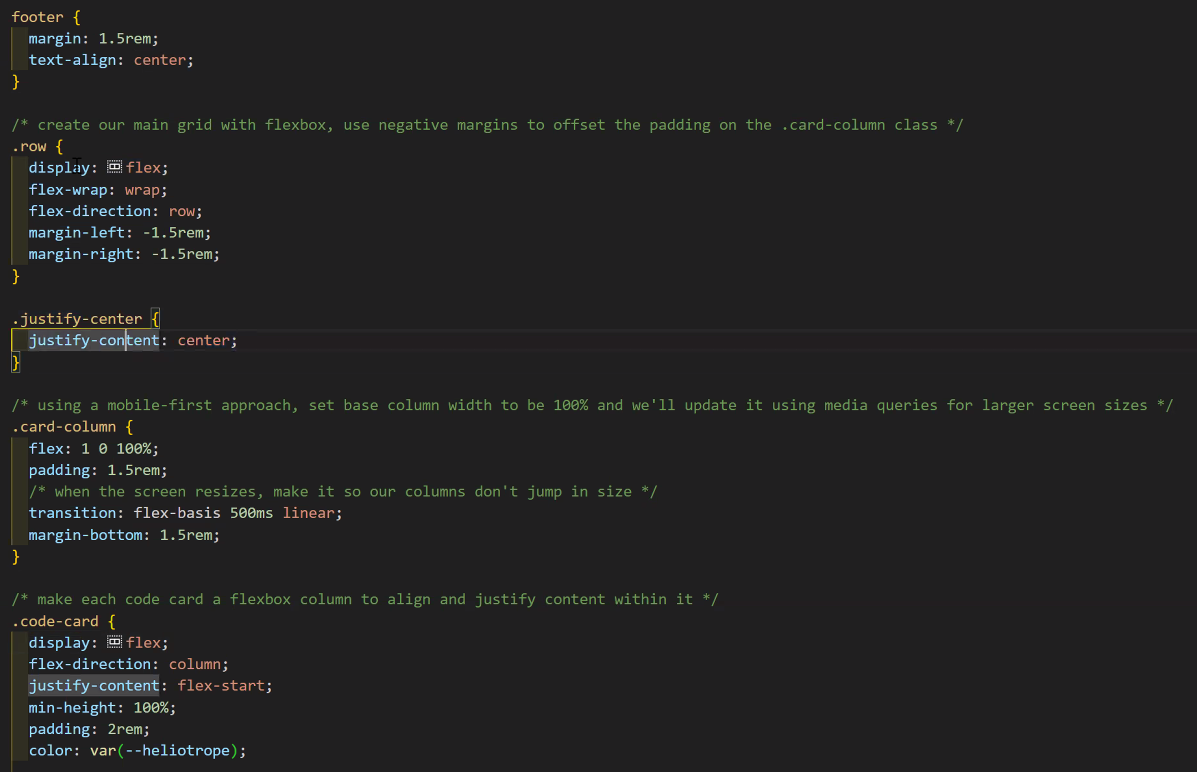 footer {
  margin: 1.5rem;
  text-align: center;
}
/* create our main grid with flexbox, use negative margins to offset the padding on the .card-column class */
.row {
  display: flex;
  flex-wrap: wrap;
  flex-direction: row;
  margin-left: -1.5rem;
  margin-right: -1.5rem;
}
.justify-center {
  justify-content: center;
}
/* using a mobile-first approach, set base column width to be 100% and we'll update it using media queries for larger screen sizes */
.card-column {
  flex: 1 0 100%;
  padding: 1.5rem;
  /* when the screen resizes, make it so our columns don't jump in size */
  transition: flex-basis 500ms linear;
  margin-bottom: 1.5rem;
}
/* make each code card a flexbox column to align and justify content within it */
.code-card {
  display: flex;
  flex-direction: column;
  justify-content: flex-start;
  min-height: 100%;
  padding: 2rem;
  color: var(--heliotrope);